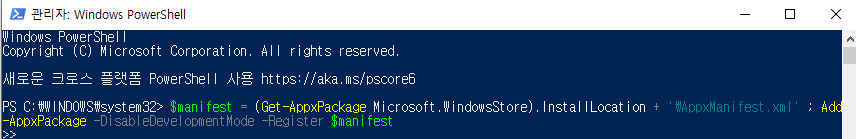 관리자: Windows PowerShell
Windows PowerShell
Copyright (C) Microsoft Corporation. All rights reserved.
새로운 크로스 플랫폼 PowerShell 사용 https://aka.ms/pscore6
PS C:₩WINDOWS₩system32> $manifest = (Get-AppxPackage Microsoft.WindowsStore).InstallLocation + '₩AppxManifest.xml' ; Add
-AppxPackage -DisableDevelopmentMode -Register $manifest
>>